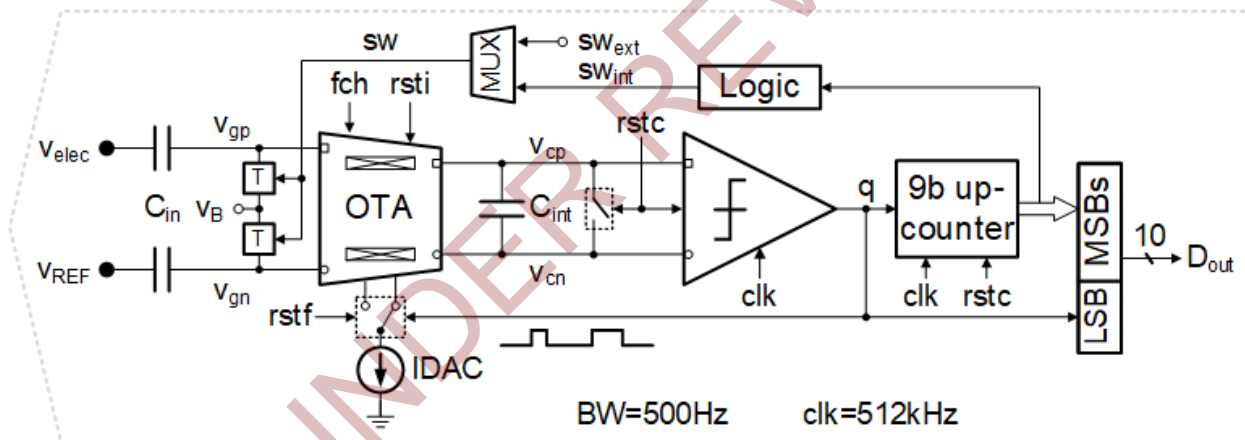 sw
MUX
sw_ext
sw_int
Logic
fch
rsti
rstc
v_elec
C_in
v_gp
T
v_B
T
v_REF
v_gn
OTA
v_cp
C_int
v_cn
clk
q
9b up-
counter
clk
rstc
MSBs
LSB
10
D_out
rstf
IDAC
BW=500Hz
clk=512kHz
INDER REV